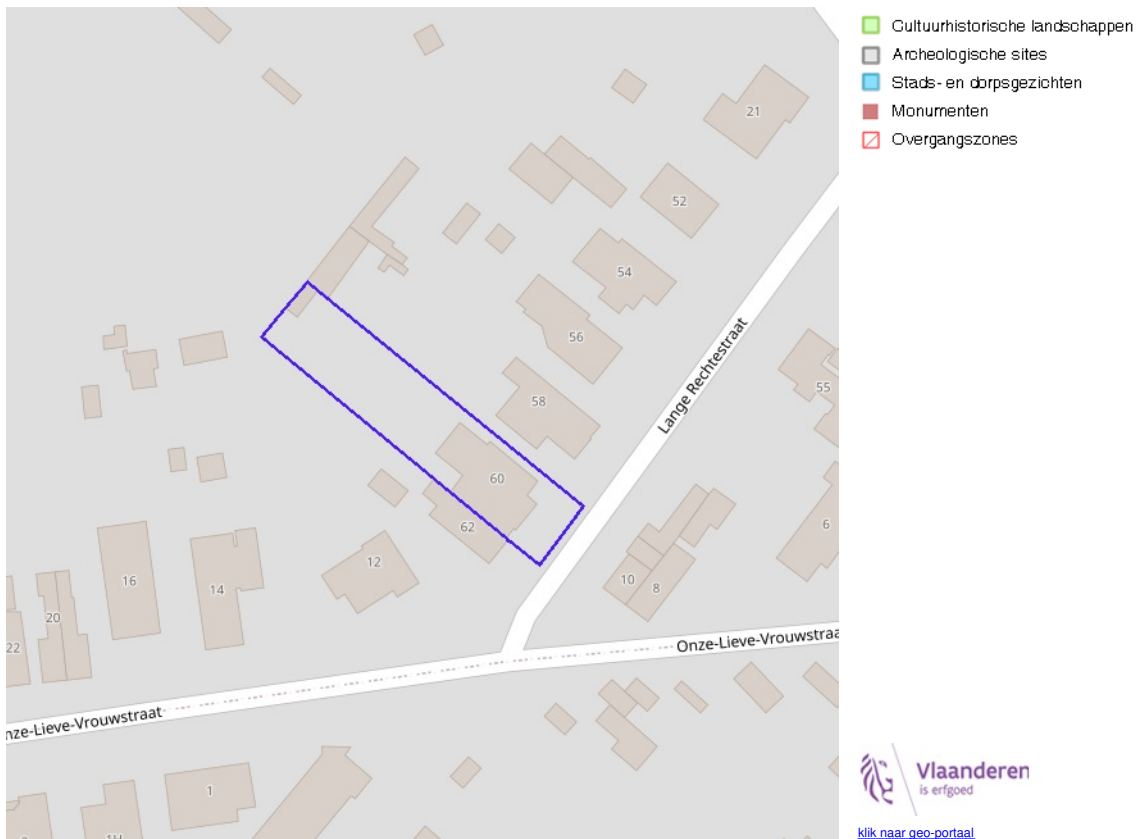 Cultuurhistorische landschappen
Archeologische sites
Stads- en dorpsgezichten
Monumenten
Overgangszones
21
52
54
56
58
60
62
55
6
10
8
12
16
14
20
22
1
Lange Rechtestraat
Onze-Lieve-Vrouwstraa
nze-Lieve-Vrouwstraat
Vlaanderen
is erfgoed
klik naar geo-portaal